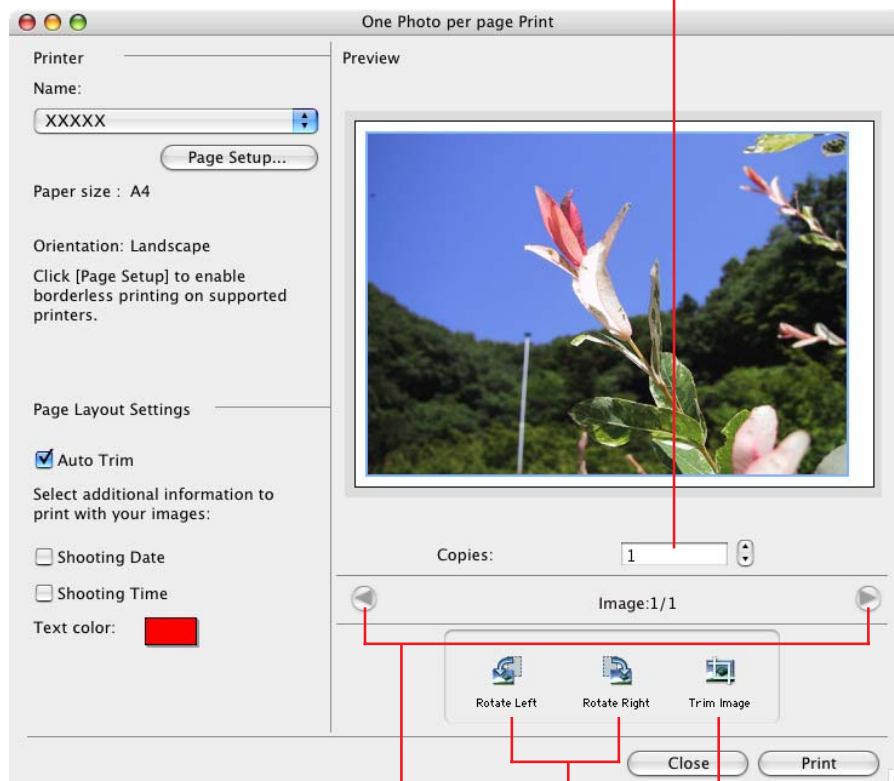 One Photo per page Print
Printer
Name:
XXXXX
Page Setup...
Paper size : A4
Orientation: Landscape
Click [Page Setup] to enable
borderless printing on supported
printers.
Page Layout Settings
Auto Trim
Select additional information to
print with your images:
Shooting Date
Shooting Time
Text color:
Preview
Copies:
1
Image:1/1
Rotate Left
Rotate Right
Trim Image
Close
Print